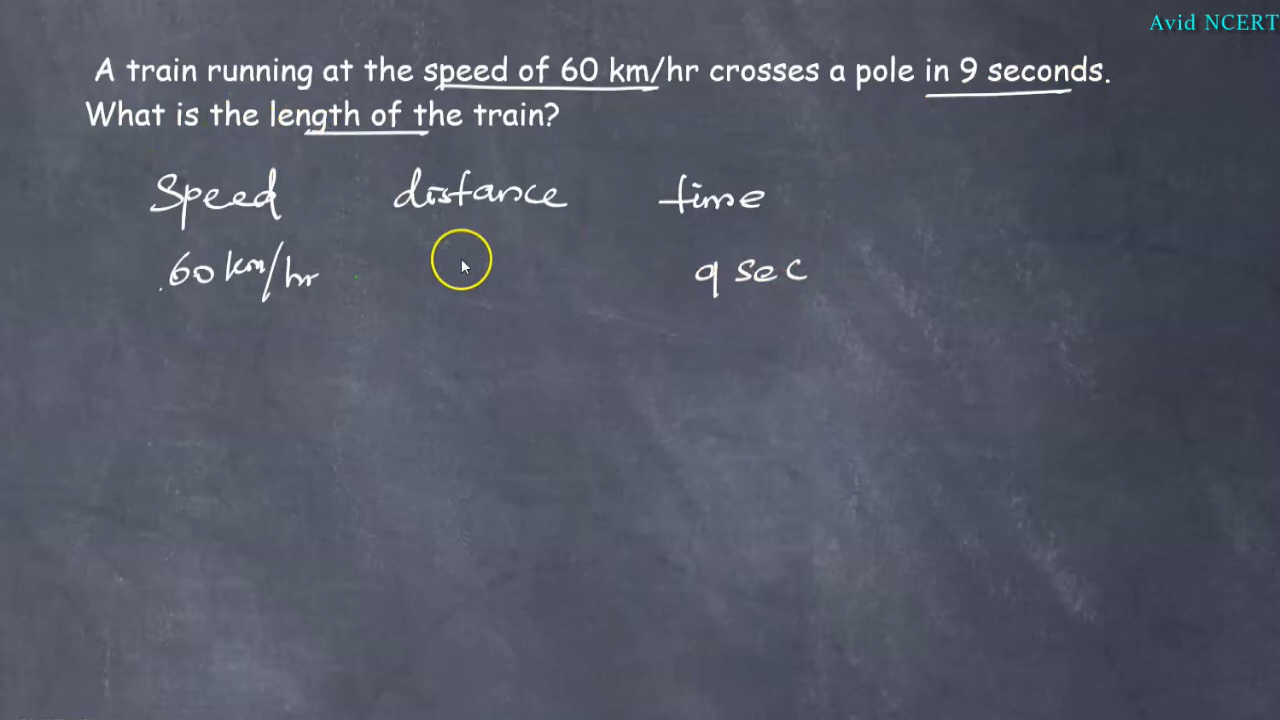 Avid NCERT
A train running at the speed of 60 km/hr crosses a pole in 9 seconds.
What is the length of the train?
Speed distance time
60 km/hr 9 sec